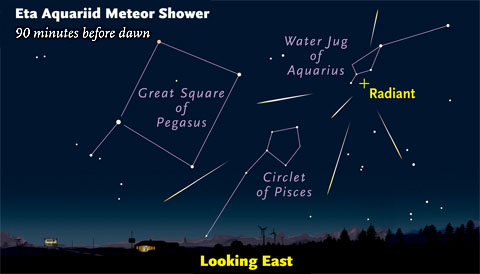 Eta Aquariid Meteor Shower
90 minutes before dawn
Water Jug
of
Aquarius
Great Square
of
Pegasus
Radiant
Circlet
of Pisces
Looking East